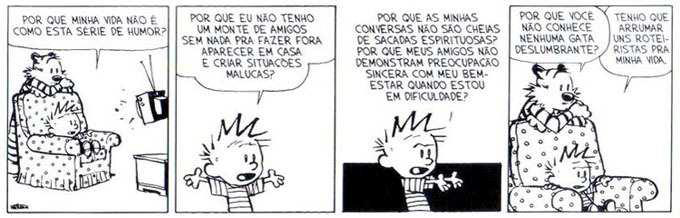 POR QUE MINHA VIDA NÃO É
COMO ESTA SÉRIE DE HUMOR?
POR QUE EU NÃO TENHO
UM MONTE DE AMIGOS
SEM NADA PRA FAZER FORA
APARECER EM CASA
E CRIAR SITUACÕES
MALUCAS?
POR QUE AS MINHAS
CONVERSAS NÃO SÃO CHEIAS
DE SACADAS ESPIRITUOSAS?
POR QUE MEUS AMIGOS NÃO
DEMONSTRAM PREOCUPAÇÃO
SINCERA COM MEU BEM-
ESTAR QUANDO ESTOU
EM DIFICULDADE?
POR QUE VOCÊ
NÃO CONHECE
NENHUMA GATA
DESLUMBRANTE?
TENHO QUE
ARRUMAR
UNS ROTEI-
RISTAS PRA
MINHA VIDA.